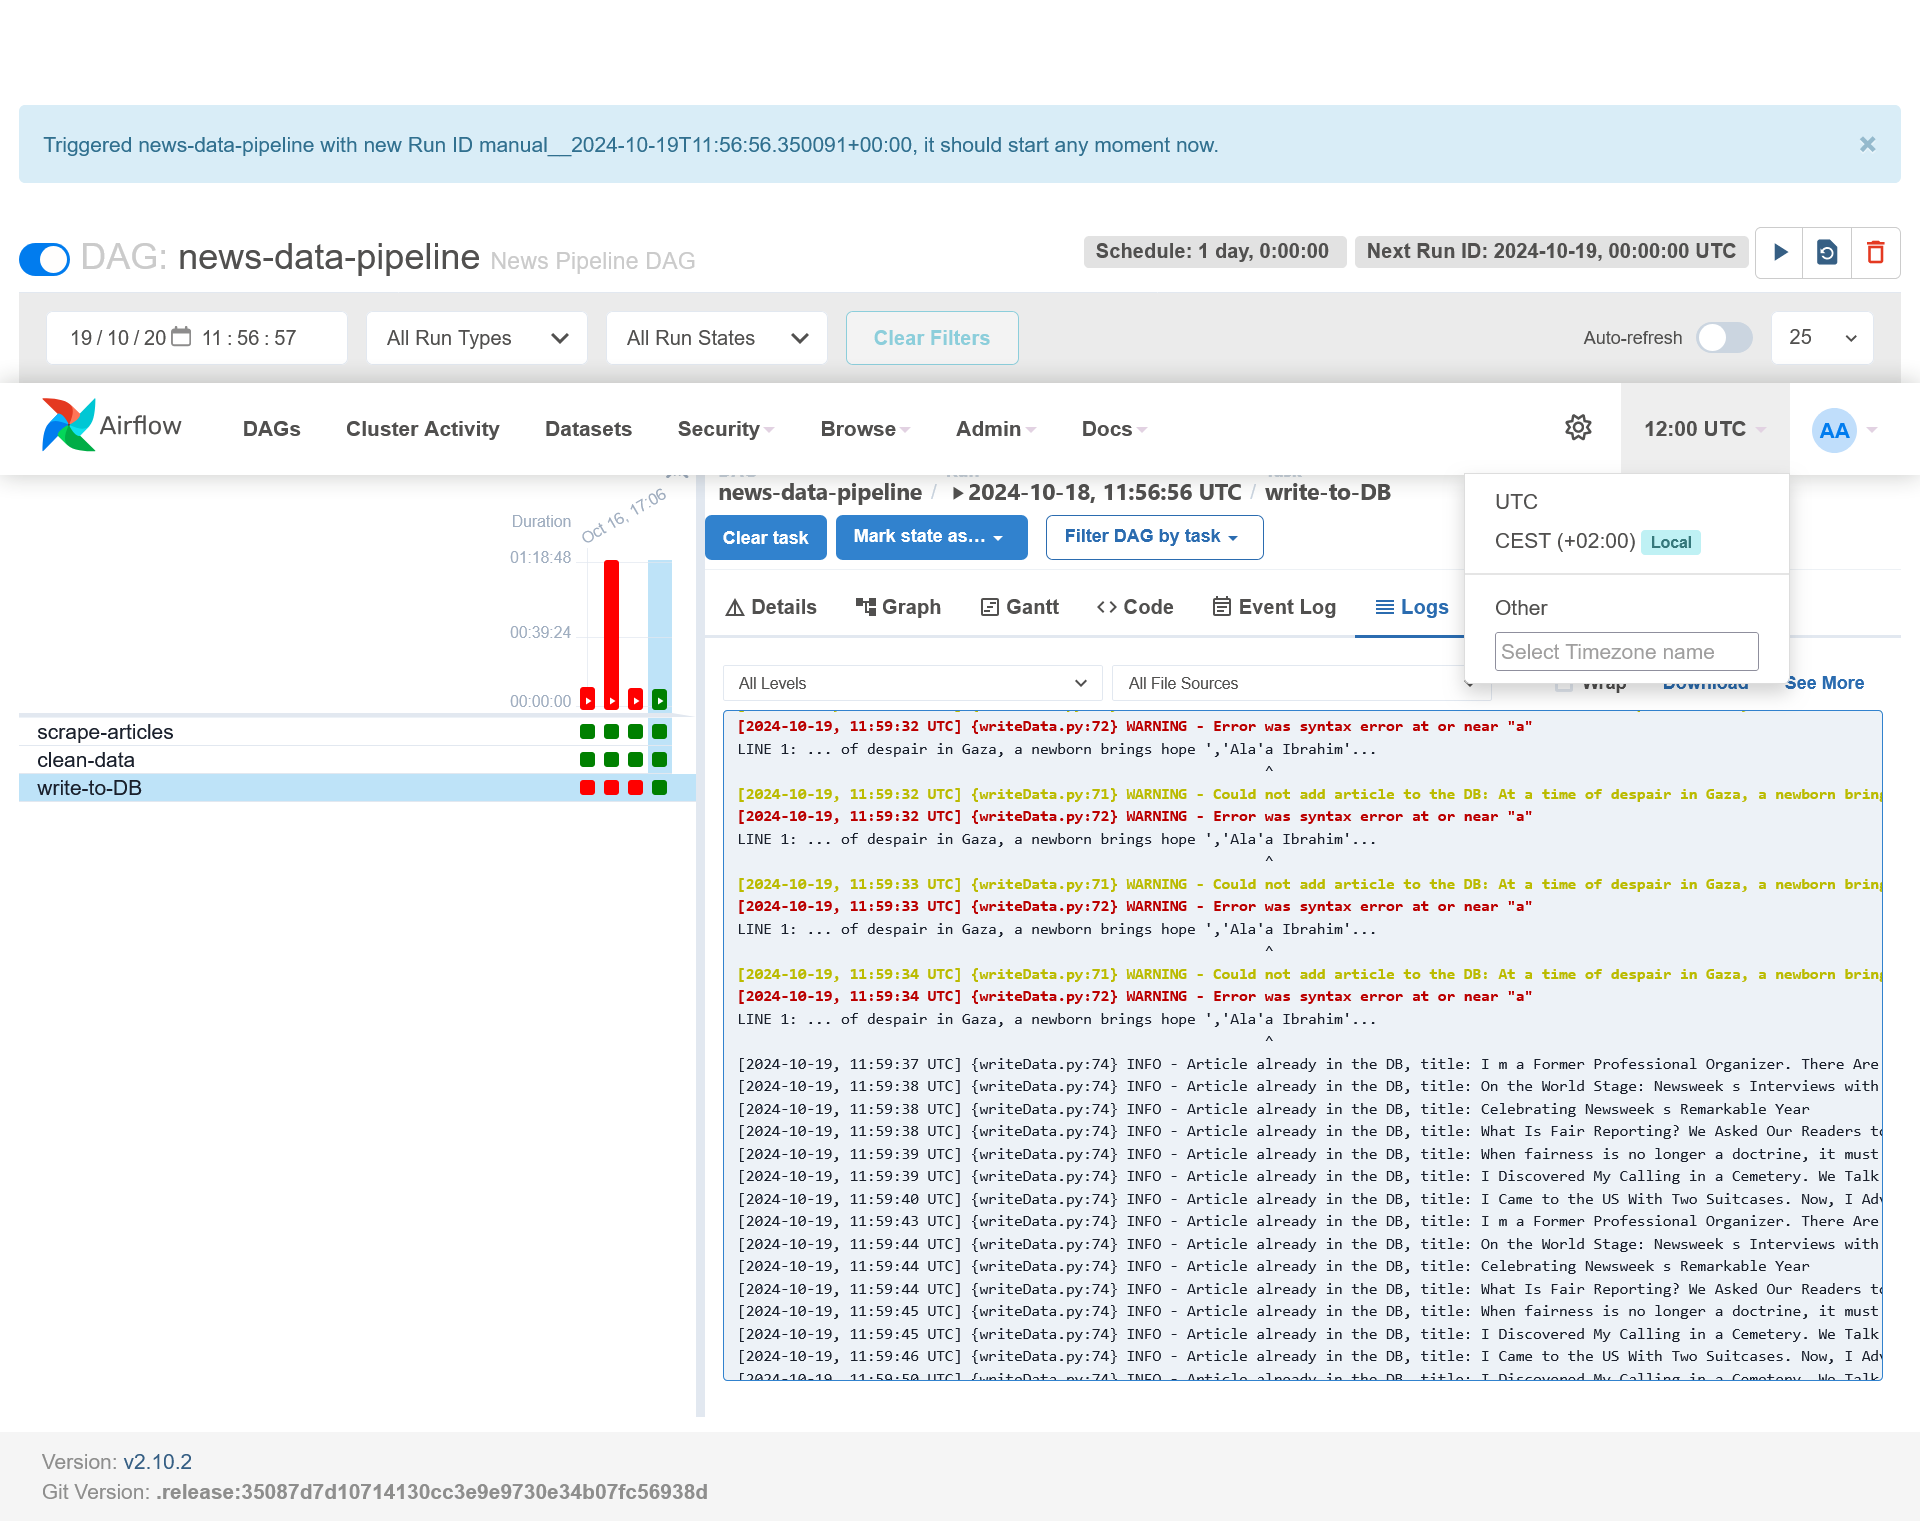 Triggered news-data-pipeline with new Run ID manual__2024-10-19T11:56:56.350091+00:00, it should start any moment now.
×
DAG: news-data-pipeline News Pipeline DAG
Schedule: 1 day, 0:00:00
Next Run ID: 2024-10-19, 00:00:00 UTC
19 / 10 / 20 11 : 56 : 57
All Run Types
All Run States
Clear Filters
Auto-refresh
25
Airflow
DAGs
Cluster Activity
Datasets
Security
Browse
Admin
Docs
12:00 UTC
AA
UTC
CEST (+02:00) Local
Other
Select Timezone name
Duration
Oct 16, 17:06
01:18:48
00:39:24
00:00:00
scrape-articles
clean-data
write-to-DB
news-data-pipeline / 2024-10-18, 11:56:56 UTC / write-to-DB
Clear task
Mark state as...
Filter DAG by task
Details
Graph
Gantt
Code
Event Log
Logs
All Levels
All File Sources
Wrap
Download
See More
[2024-10-19, 11:59:32 UTC] {writeData.py:72} WARNING - Error was syntax error at or near "a"
LINE 1: ... of despair in Gaza, a newborn brings hope ','Ala'a Ibrahim'...
^
[2024-10-19, 11:59:32 UTC] {writeData.py:71} WARNING - Could not add article to the DB: At a time of despair in Gaza, a newborn bring
[2024-10-19, 11:59:32 UTC] {writeData.py:72} WARNING - Error was syntax error at or near "a"
LINE 1: ... of despair in Gaza, a newborn brings hope ','Ala'a Ibrahim'...
^
[2024-10-19, 11:59:33 UTC] {writeData.py:71} WARNING - Could not add article to the DB: At a time of despair in Gaza, a newborn bring
[2024-10-19, 11:59:33 UTC] {writeData.py:72} WARNING - Error was syntax error at or near "a"
LINE 1: ... of despair in Gaza, a newborn brings hope ','Ala'a Ibrahim'...
^
[2024-10-19, 11:59:34 UTC] {writeData.py:71} WARNING - Could not add article to the DB: At a time of despair in Gaza, a newborn bring
[2024-10-19, 11:59:34 UTC] {writeData.py:72} WARNING - Error was syntax error at or near "a"
LINE 1: ... of despair in Gaza, a newborn brings hope ','Ala'a Ibrahim'...
^
[2024-10-19, 11:59:37 UTC] {writeData.py:74} INFO - Article already in the DB, title: I m a Former Professional Organizer. There Are
[2024-10-19, 11:59:38 UTC] {writeData.py:74} INFO - Article already in the DB, title: On the World Stage: Newsweek s Interviews with
[2024-10-19, 11:59:38 UTC] {writeData.py:74} INFO - Article already in the DB, title: Celebrating Newsweek s Remarkable Year
[2024-10-19, 11:59:38 UTC] {writeData.py:74} INFO - Article already in the DB, title: What Is Fair Reporting? We Asked Our Readers to
[2024-10-19, 11:59:39 UTC] {writeData.py:74} INFO - Article already in the DB, title: When fairness is no longer a doctrine, it must
[2024-10-19, 11:59:39 UTC] {writeData.py:74} INFO - Article already in the DB, title: I Discovered My Calling in a Cemetery. We Talk
[2024-10-19, 11:59:40 UTC] {writeData.py:74} INFO - Article already in the DB, title: I Came to the US With Two Suitcases. Now, I Adv
[2024-10-19, 11:59:43 UTC] {writeData.py:74} INFO - Article already in the DB, title: I m a Former Professional Organizer. There Are
[2024-10-19, 11:59:44 UTC] {writeData.py:74} INFO - Article already in the DB, title: On the World Stage: Newsweek s Interviews with
[2024-10-19, 11:59:44 UTC] {writeData.py:74} INFO - Article already in the DB, title: Celebrating Newsweek s Remarkable Year
[2024-10-19, 11:59:44 UTC] {writeData.py:74} INFO - Article already in the DB, title: What Is Fair Reporting? We Asked Our Readers to
[2024-10-19, 11:59:45 UTC] {writeData.py:74} INFO - Article already in the DB, title: When fairness is no longer a doctrine, it must
[2024-10-19, 11:59:45 UTC] {writeData.py:74} INFO - Article already in the DB, title: I Discovered My Calling in a Cemetery. We Talk
[2024-10-19, 11:59:46 UTC] {writeData.py:74} INFO - Article already in the DB, title: I Came to the US With Two Suitcases. Now, I Adv
[2024-10-19, 11:59:50 UTC] {writeData.py:74} INFO - Article already in the DB, title: I Discovered My Calling in a Cemetery. We Talk
Version: v2.10.2
Git Version: .release:35087d7d10714130cc3e9e9730e34b07fc56938d